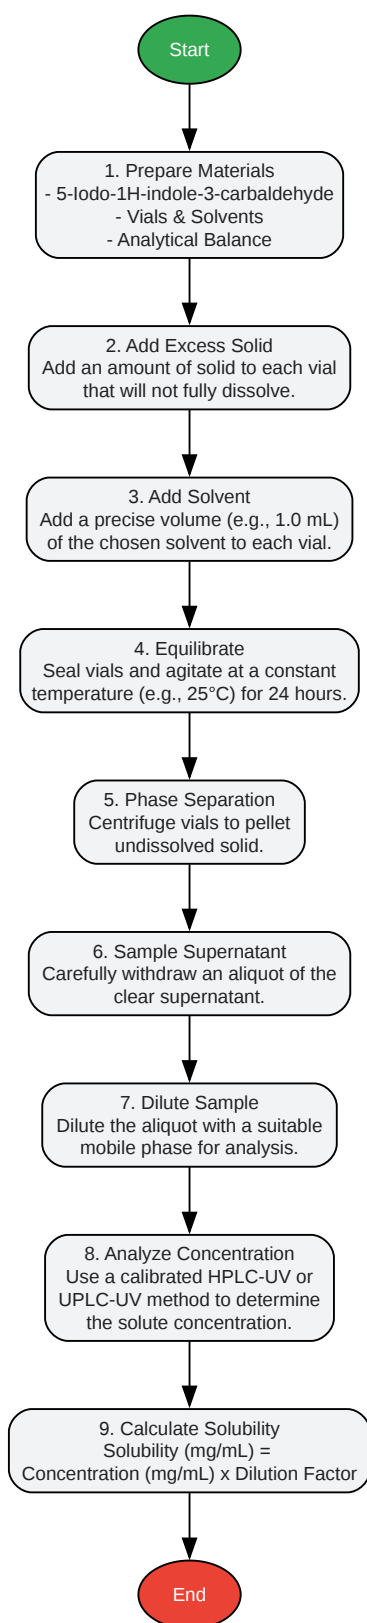 Start
1. Prepare Materials
- 5-Iodo-1H-indole-3-carbaldehyde
- Vials & Solvents
- Analytical Balance
2. Add Excess Solid
Add an amount of solid to each vial
that will not fully dissolve.
3. Add Solvent
Add a precise volume (e.g., 1.0 mL)
of the chosen solvent to each vial.
4. Equilibrate
Seal vials and agitate at a constant
temperature (e.g., 25°C) for 24 hours.
5. Phase Separation
Centrifuge vials to pellet
undissolved solid.
6. Sample Supernatant
Carefully withdraw an aliquot of the
clear supernatant.
7. Dilute Sample
Dilute the aliquot with a suitable
mobile phase for analysis.
8. Analyze Concentration
Use a calibrated HPLC-UV or
UPLC-UV method to determine
the solute concentration.
9. Calculate Solubility
Solubility (mg/mL) =
Concentration (mg/mL) x Dilution Factor
End